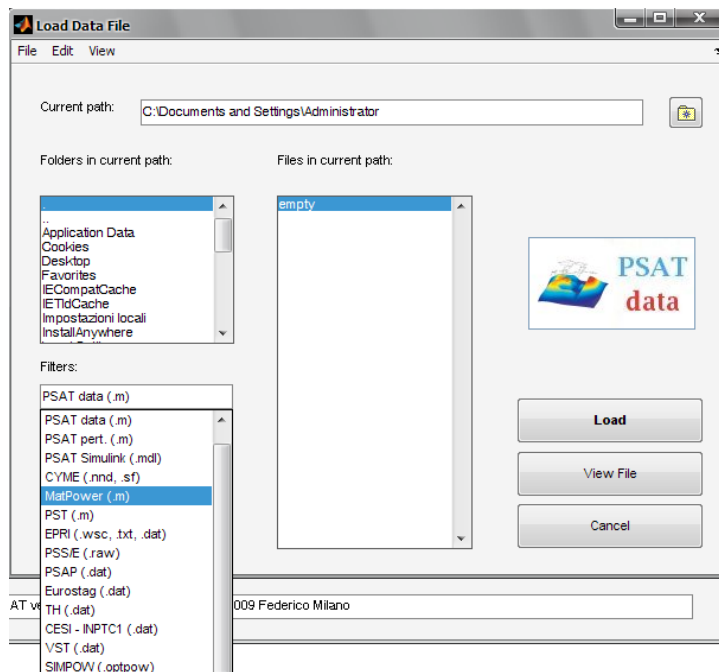 Load Data File
File Edit View
Current path: C:\Documents and Settings\Administrator
Folders in current path:
.
..
Application Data
Cookies
Desktop
Favorites
IECompatCache
IETldCache
Impostazioni locali
InstallAnywhere
Files in current path:
empty
PSAT
data
Filters:
PSAT data (.m)
PSAT data (.m)
PSAT pert. (.m)
PSAT Simulink (.mdl)
CYME (.nnd, .sf)
MatPower (.m)
PST (.m)
EPRI (.wsc, .txt, .dat)
PSS/E (.raw)
PSAP (.dat)
Eurostag (.dat)
TH (.dat)
CESI - INPTC1 (.dat)
VST (.dat)
SIMPOW (.optpow)
Load
View File
Cancel
AT ve
009 Federico Milano